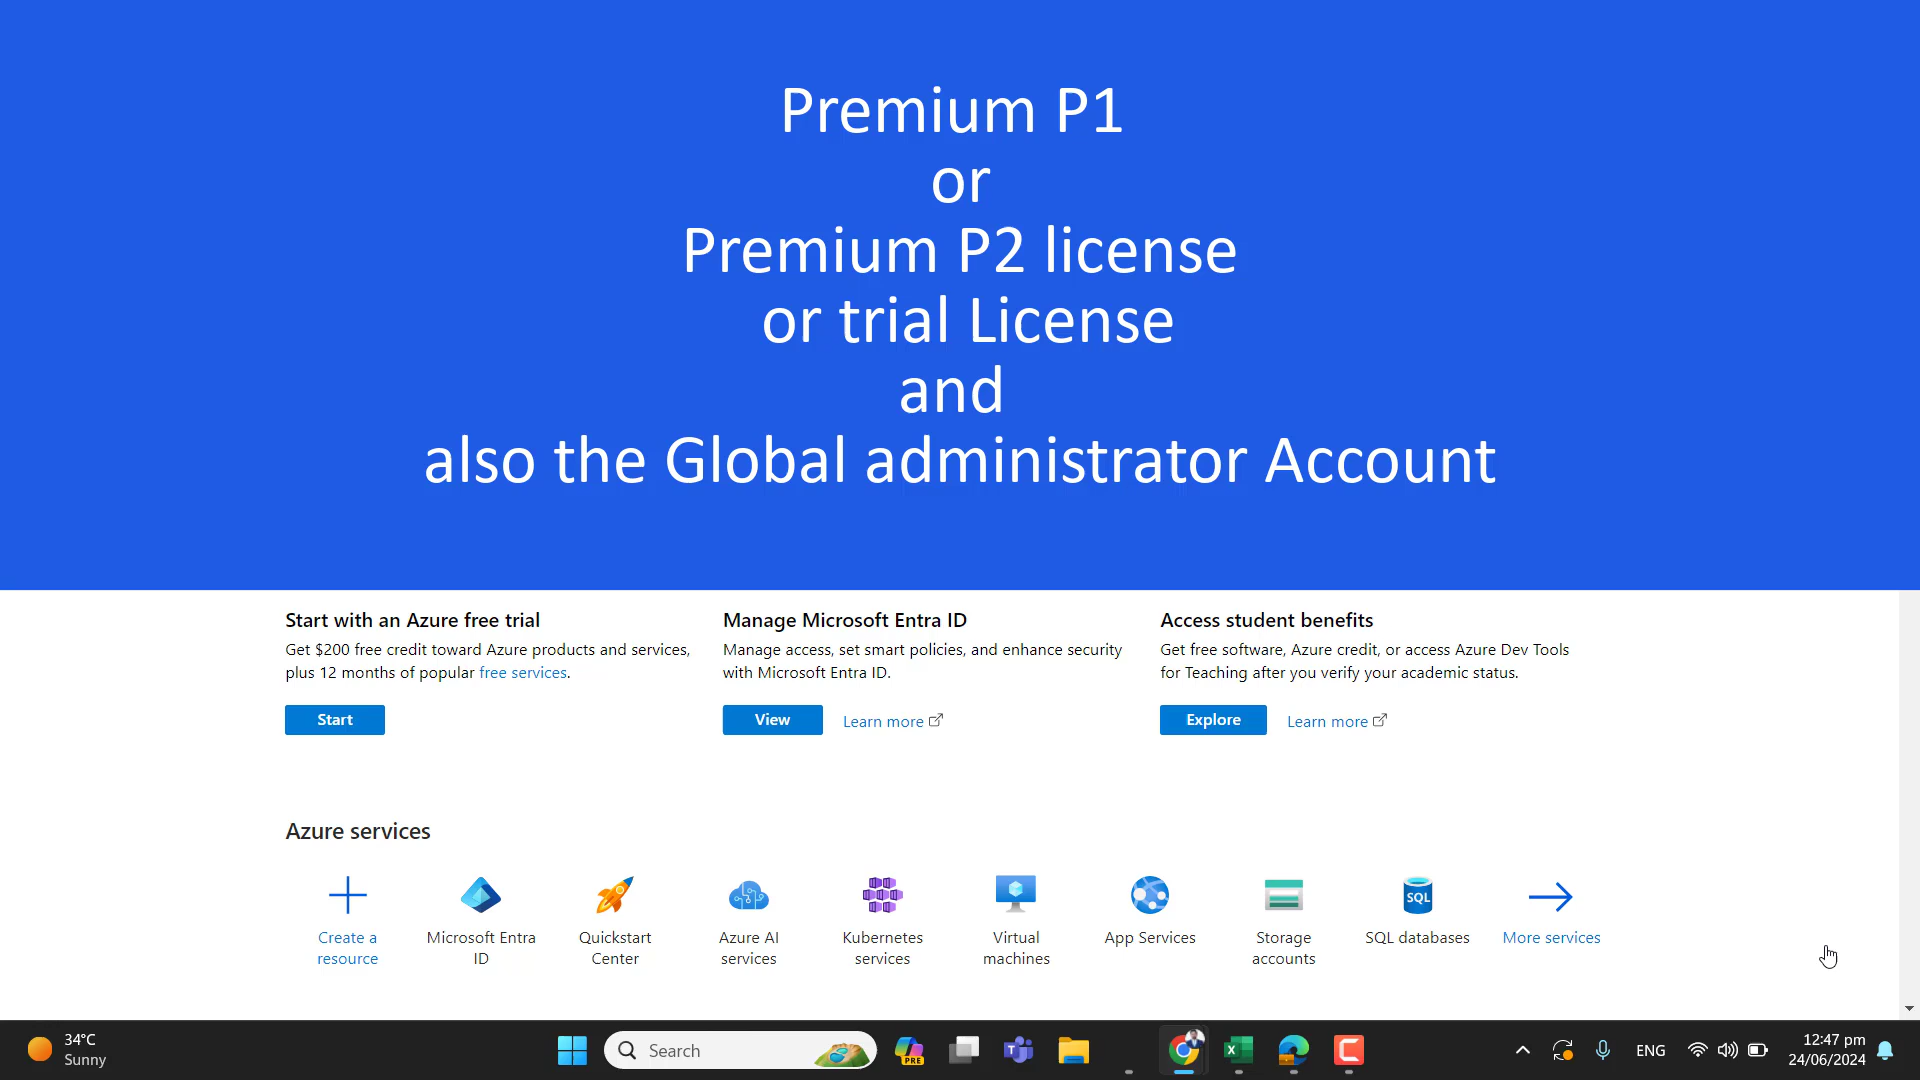 Premium P1
or
Premium P2 license
or trial License
and
also the Global administrator Account
Start with an Azure free trial
Get $200 free credit toward Azure products and services,
plus 12 months of popular free services.
Start
Manage Microsoft Entra ID
Manage access, set smart policies, and enhance security
with Microsoft Entra ID.
View
Learn more
Access student benefits
Get free software, Azure credit, or access Azure Dev Tools
for Teaching after you verify your academic status.
Explore
Learn more
Azure services
Create a
resource
Microsoft Entra
ID
Quickstart
Center
Azure AI
services
Kubernetes
services
Virtual
machines
App Services
Storage
accounts
SQL
SQL databases
More services
34°C
Sunny
Search
PRE
ENG
12:47 pm
24/06/2024